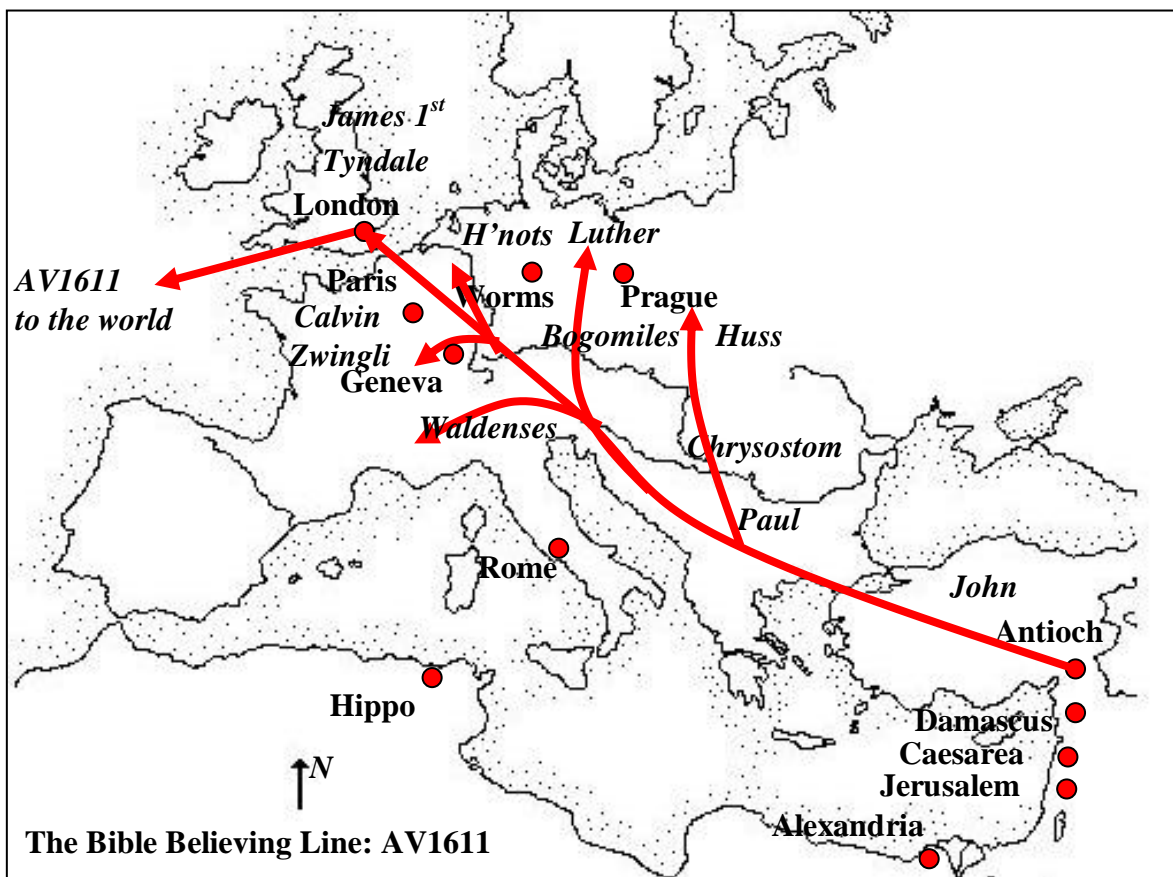 James 1st
Tyndale
London
H'nots
Luther
AV1611
to the world
Paris
Worms
Prague
Calvin
Bogomiles
Huss
Zwingli
Geneva
Waldenses
Chrysostom
Paul
Rome
John
Antioch
Hippo
Damascus
Caesarea
N
Jerusalem
Alexandria
The Bible Believing Line: AV1611